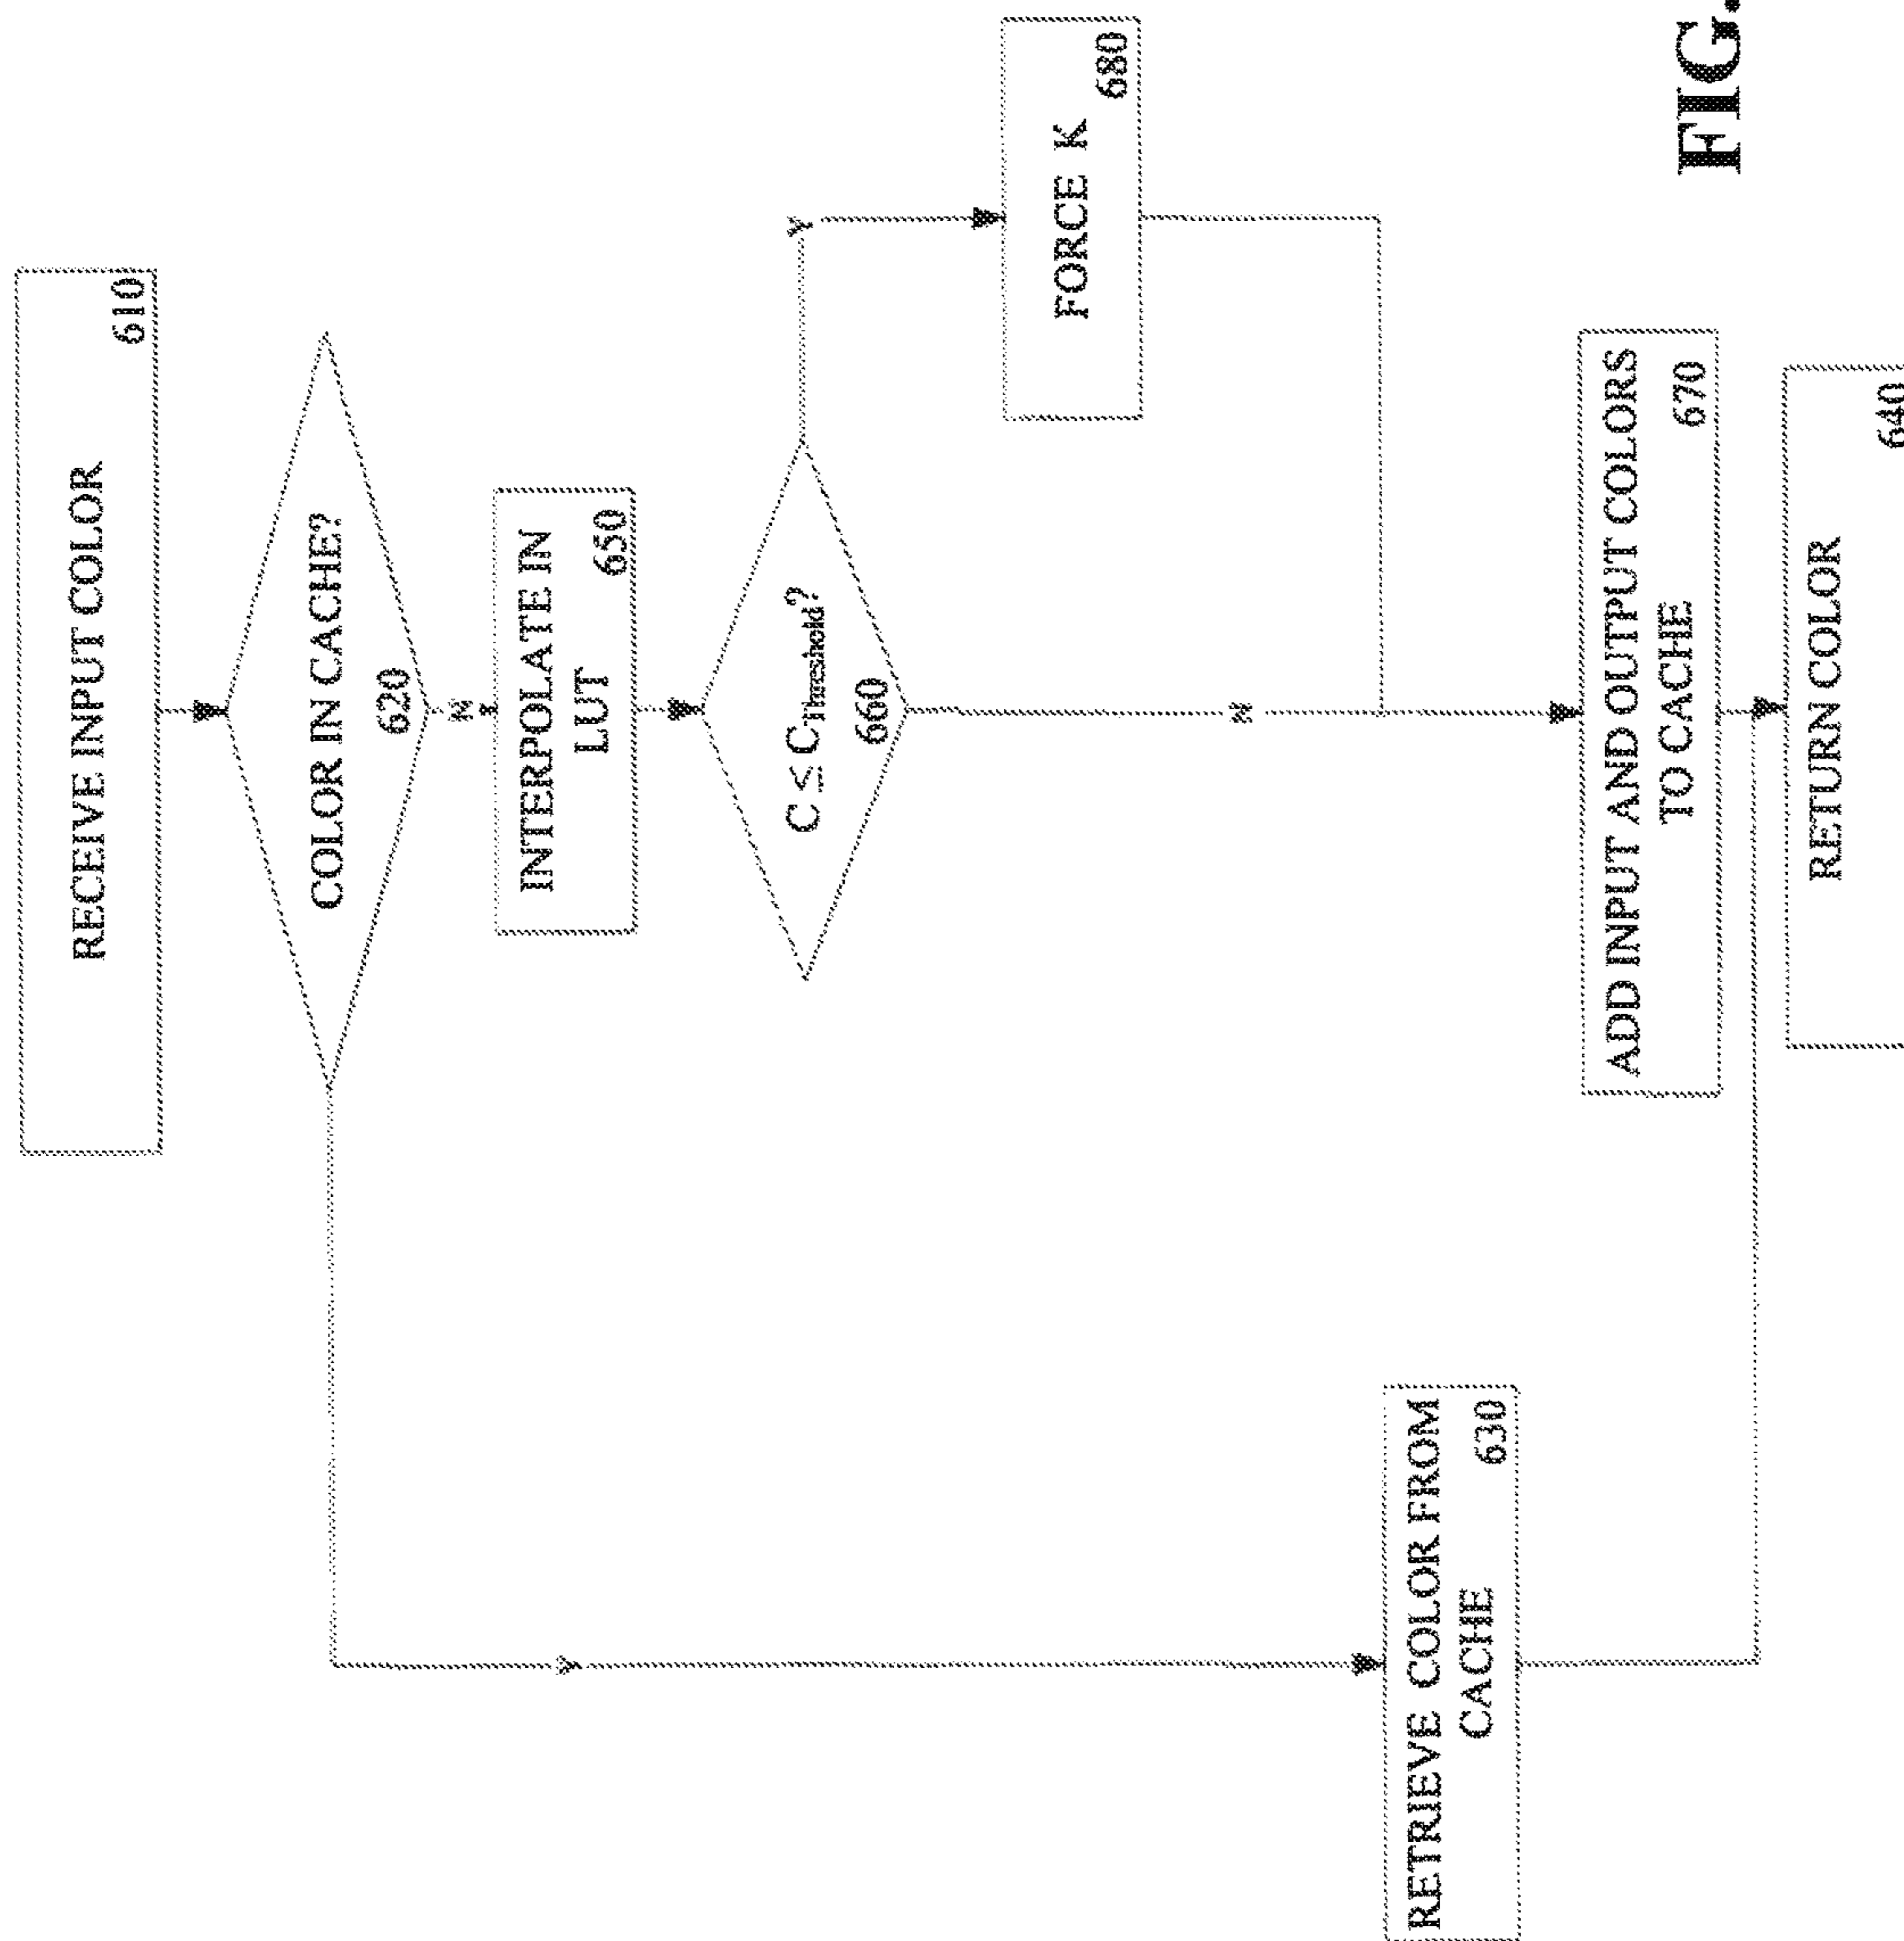 RECEIVE INPUT COLOR
610
COLOR IN CACHE?
620
N
Y
INTERPOLATE IN
LUT
650
C ≤ CThreshold?
660
Y
N
FORCE K
680
RETRIEVE COLOR FROM
CACHE
630
ADD INPUT AND OUTPUT COLORS
TO CACHE
670
RETURN COLOR
640
FIG.